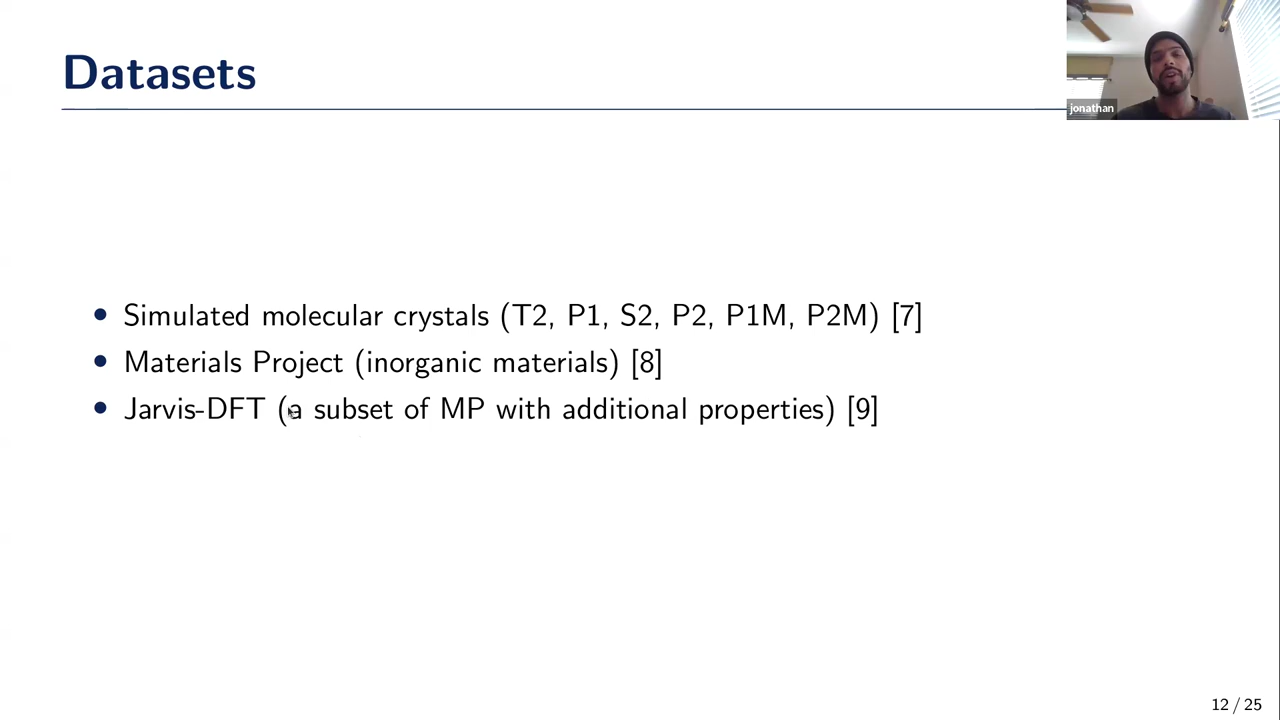 Datasets
jonathan
• Simulated molecular crystals (T2, P1, S2, P2, P1M, P2M) [7]
• Materials Project (inorganic materials) [8]
• Jarvis-DFT (a subset of MP with additional properties) [9]
12 / 25